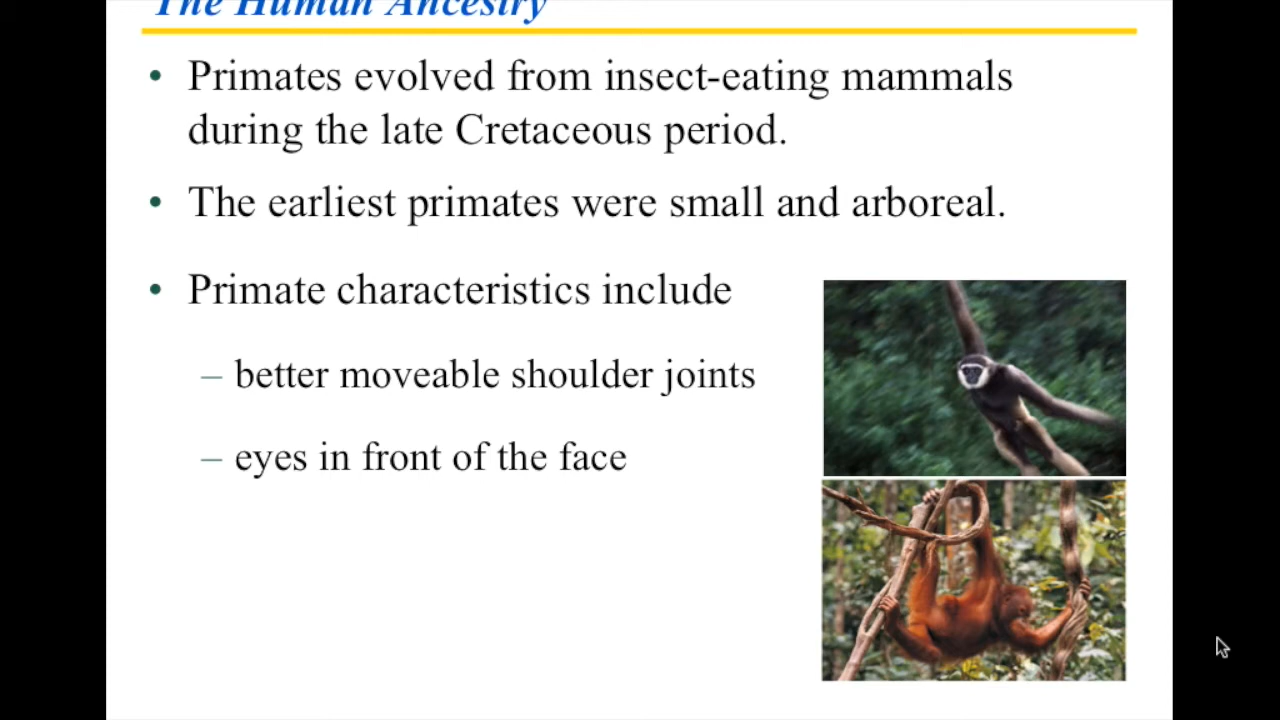 The Human Ancestry
• Primates evolved from insect-eating mammals
during the late Cretaceous period.
• The earliest primates were small and arboreal.
• Primate characteristics include
– better moveable shoulder joints
– eyes in front of the face